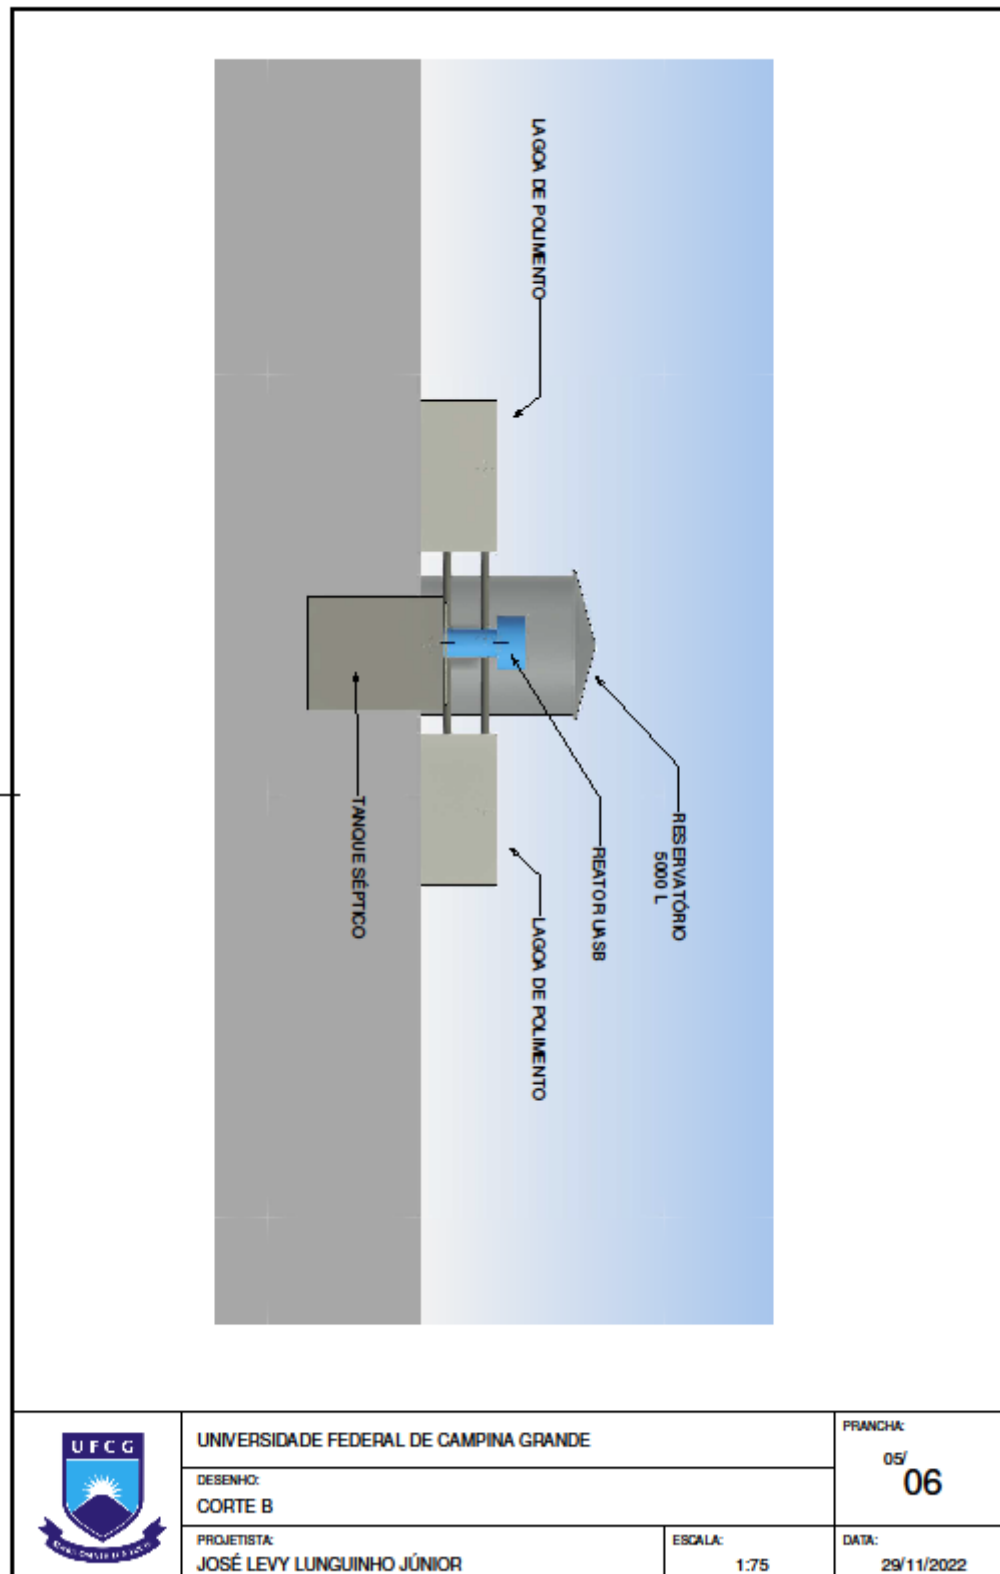 LAGOA DE POLIMENTO
RESERVATÓRIO
5000 L
REATOR UASB
TANQUE SÉPTICO
LAGOA DE POLIMENTO
UFCG
UNIVERSIDADE FEDERAL DE CAMPINA GRANDE
PRANCHA:
05/
06
DESENHO:
CORTE B
PROJETISTA:
JOSÉ LEVY LUNGUINHO JÚNIOR
ESCALA:
1:75
DATA:
29/11/2022